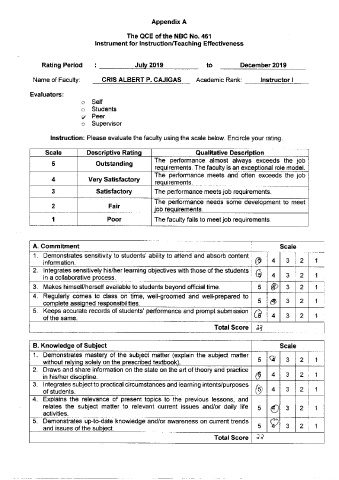 Appendix A
The QCE of the NBC No. 461
Instrument for Instruction/Teaching Effectiveness
Rating Period : July 2019 to December 2019
Name of Faculty: CRIS ALBERT P. CAJIGAS Academic Rank: Instructor I
Evaluators:
Self
Students
Peer
Supervisor
Instruction: Please evaluate the faculty using the scale below. Encircle your rating.
Scale Descriptive Rating Qualitative Description
5 Outstanding The performance almost always exceeds the job
requirements. The faculty is an exceptional role model.
4 Very Satisfactory The performance meets and often exceeds the job
requirements.
3 Satisfactory The performance meets job requirements.
2 Fair The performance needs some development to meet
job requirements.
1 Poor The faculty fails to meet job requirements
A. Commitment Scale
1. Demonstrates sensitivity to students' ability to attend and absorb content
information. 5 4 3 2 1
2. Integrates sensitively his/her learning objectives with those of the students
in a collaborative process. 5 4 3 2 1
3. Makes himself/herself available to students beyond official time. 5 4 3 2 1
4. Regularly comes to class on time, well-groomed and well-prepared to
complete assigned responsibilities. 5 4 3 2 1
5. Keeps accurate records of students' performance and prompt submission
of the same. 5 4 3 2 1
Total Score 23
B. Knowledge of Subject Scale
1. Demonstrates mastery of the subject matter (explain the subject matter
without relying solely on the prescribed textbook). 5 4 3 2 1
2. Draws and share information on the state on the art of theory and practice
in his/her discipline. 5 4 3 2 1
3. Integrates subject to practical circumstances and learning intents/purposes
of students. 5 4 3 2 1
4. Explains the relevance of present topics to the previous lessons, and
relates the subject matter to relevant current issues and/or daily life
activities. 5 4 3 2 1
5. Demonstrates up-to-date knowledge and/or awareness on current trends
and issues of the subject. 5 4 3 2 1
Total Score 22